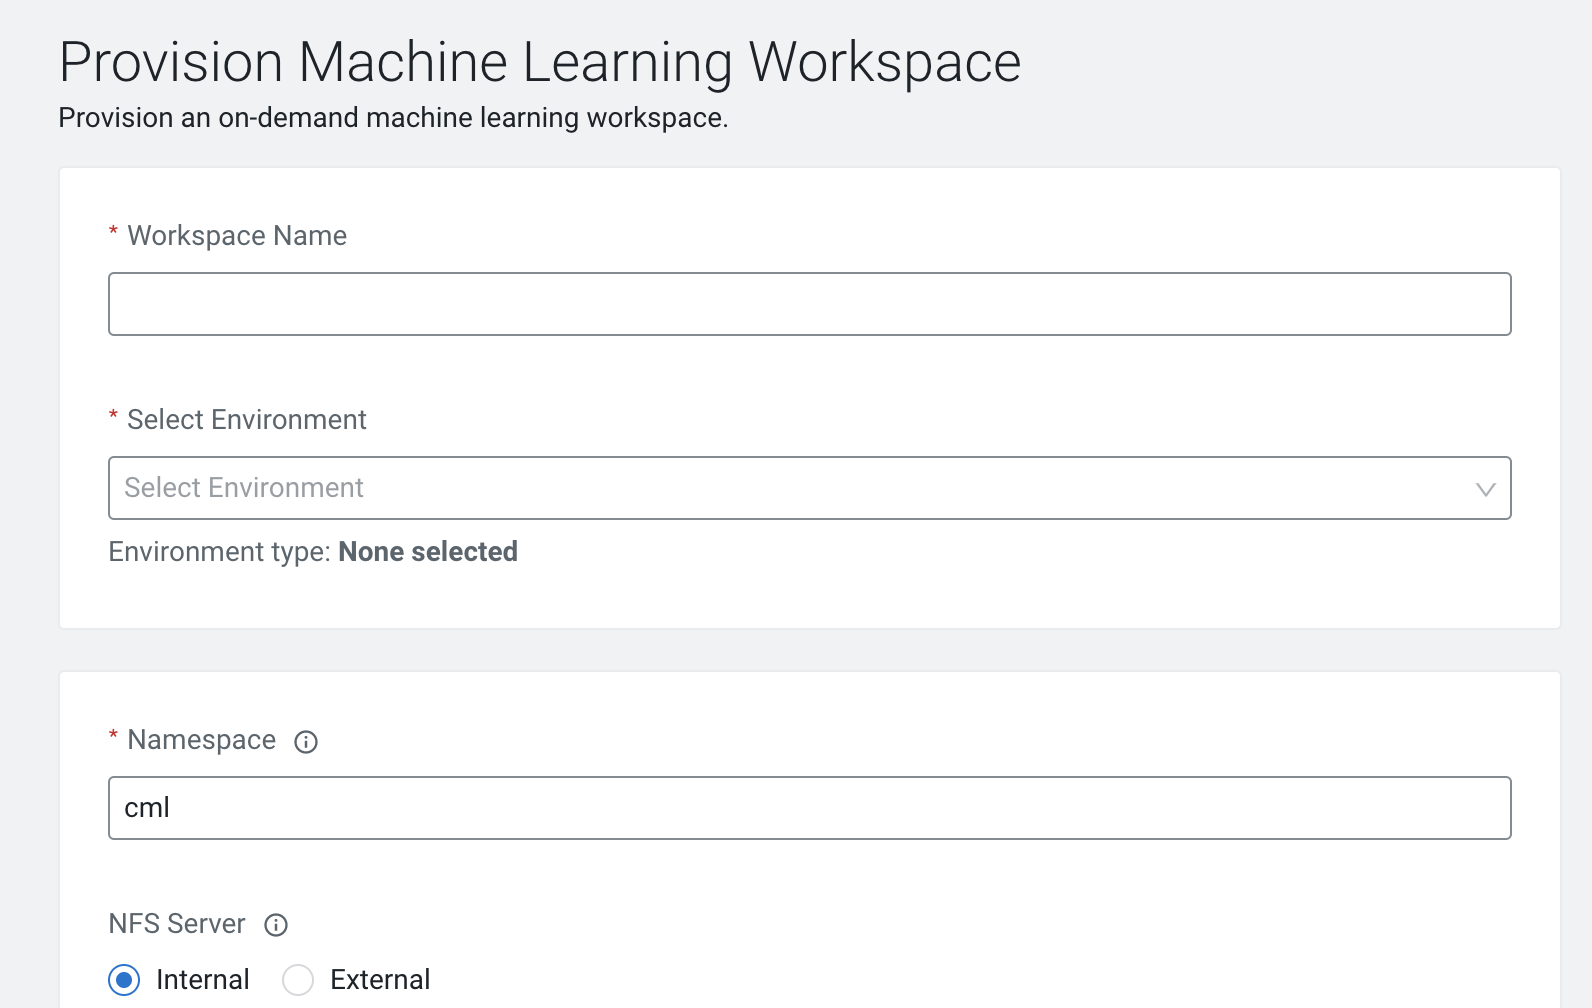 Provision Machine Learning Workspace
Provision an on-demand machine learning workspace.
* Workspace Name
* Select Environment
Select Environment
Environment type: None selected
* Namespace
cml
NFS Server
Internal External